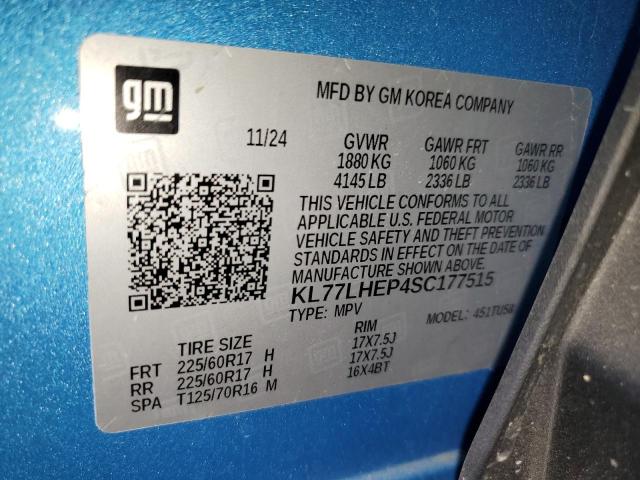 gm
MFD BY GM KOREA COMPANY
11/24 GVWR GAWR FRT GAWR RR
1880 KG 1060 KG 1060 KG
4145 LB 2336 LB 2336 LB
THIS VEHICLE CONFORMS TO ALL
APPLICABLE U.S. FEDERAL MOTOR
VEHICLE SAFETY AND THEFT PREVENTION
STANDARDS IN EFFECT ON THE DATE OF
MANUFACTURE SHOWN ABOVE.
KL77LHEP4SC177515
TYPE: MPV MODEL: 451TU58
TIRE SIZE RIM
FRT 225/60R17 H 17X7.5J
RR 225/60R17 H 17X7.5J
SPA T125/70R16 M 16X4BT